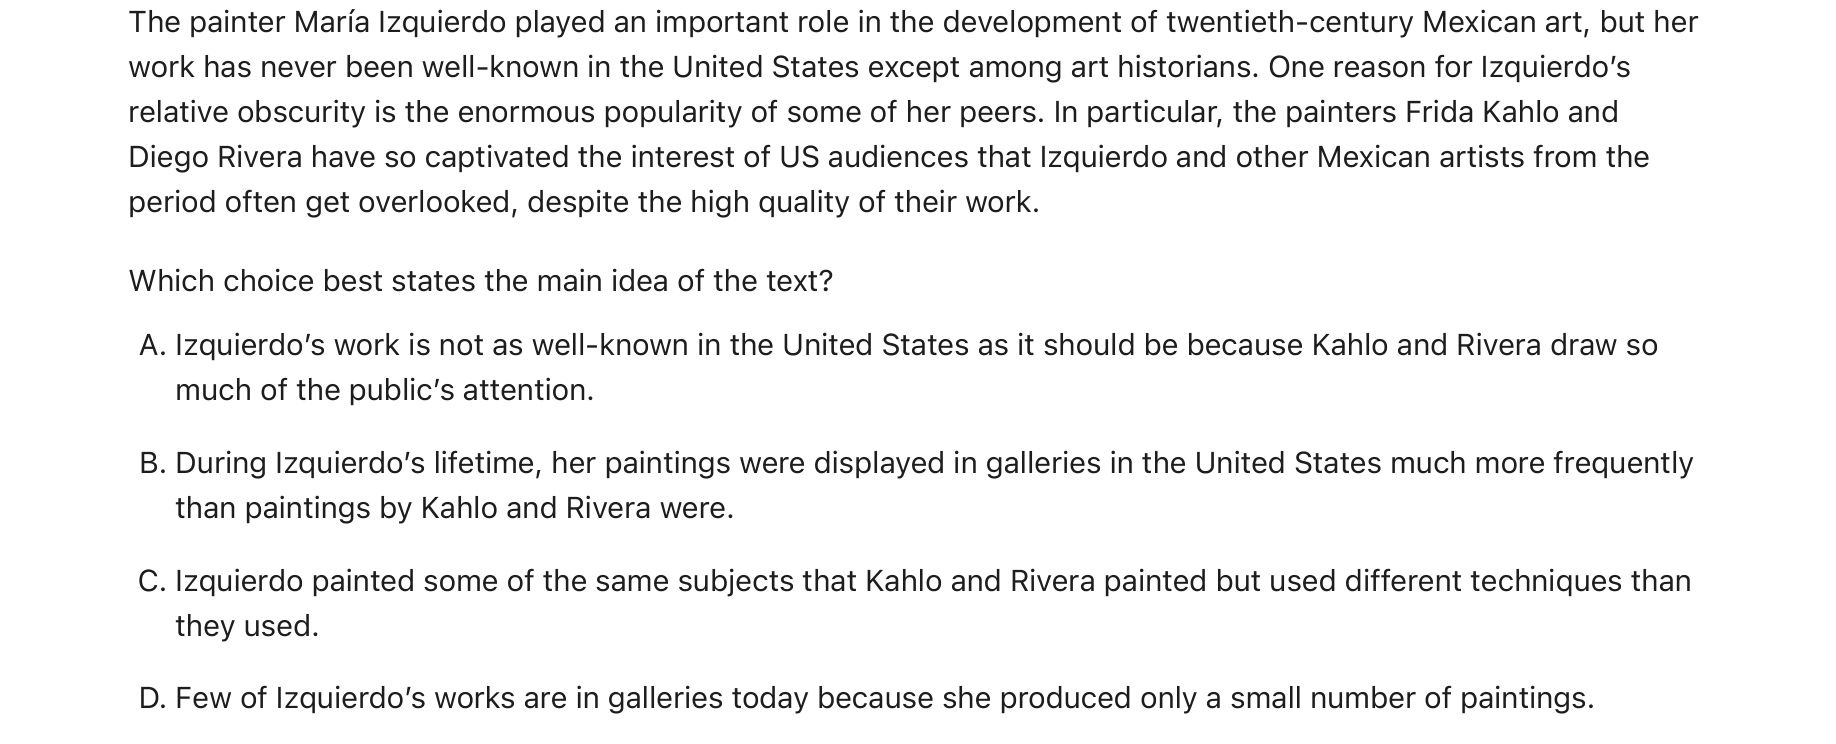 The painter María Izquierdo played an important role in the development of twentieth-century Mexican art, but her
work has never been well-known in the United States except among art historians. One reason for Izquierdo’s
relative obscurity is the enormous popularity of some of her peers. In particular, the painters Frida Kahlo and
Diego Rivera have so captivated the interest of US audiences that Izquierdo and other Mexican artists from the
period often get overlooked, despite the high quality of their work.
Which choice best states the main idea of the text?
A. Izquierdo’s work is not as well-known in the United States as it should be because Kahlo and Rivera draw so
much of the public’s attention.
B. During Izquierdo’s lifetime, her paintings were displayed in galleries in the United States much more frequently
than paintings by Kahlo and Rivera were.
C. Izquierdo painted some of the same subjects that Kahlo and Rivera painted but used different techniques than
they used.
D. Few of Izquierdo’s works are in galleries today because she produced only a small number of paintings.